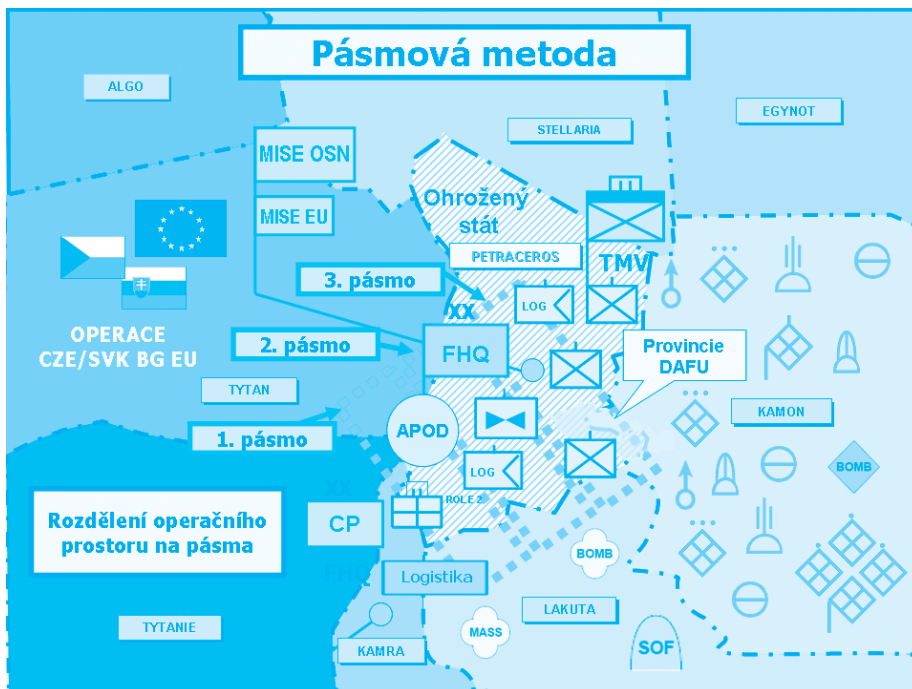 Pásmová metoda
ALGO
EGYNOT
STELLARIA
MISE OSN
Ohrožený
stát
MISE EU
PETRACEROS
TMV
3. pásmo
XX
LOG
OPERACE
CZE/SVK BG EU
2. pásmo
FHQ
Provincie
DAFU
TYTAN
KAMON
1. pásmo
APOD
LOG
BOMB
XX
ROLE 2
Rozdělení operačního
prostoru na pásma
CP
BOMB
FHQ
Logistika
LAKUTA
TYTANIE
MASS
KAMRA
SOF